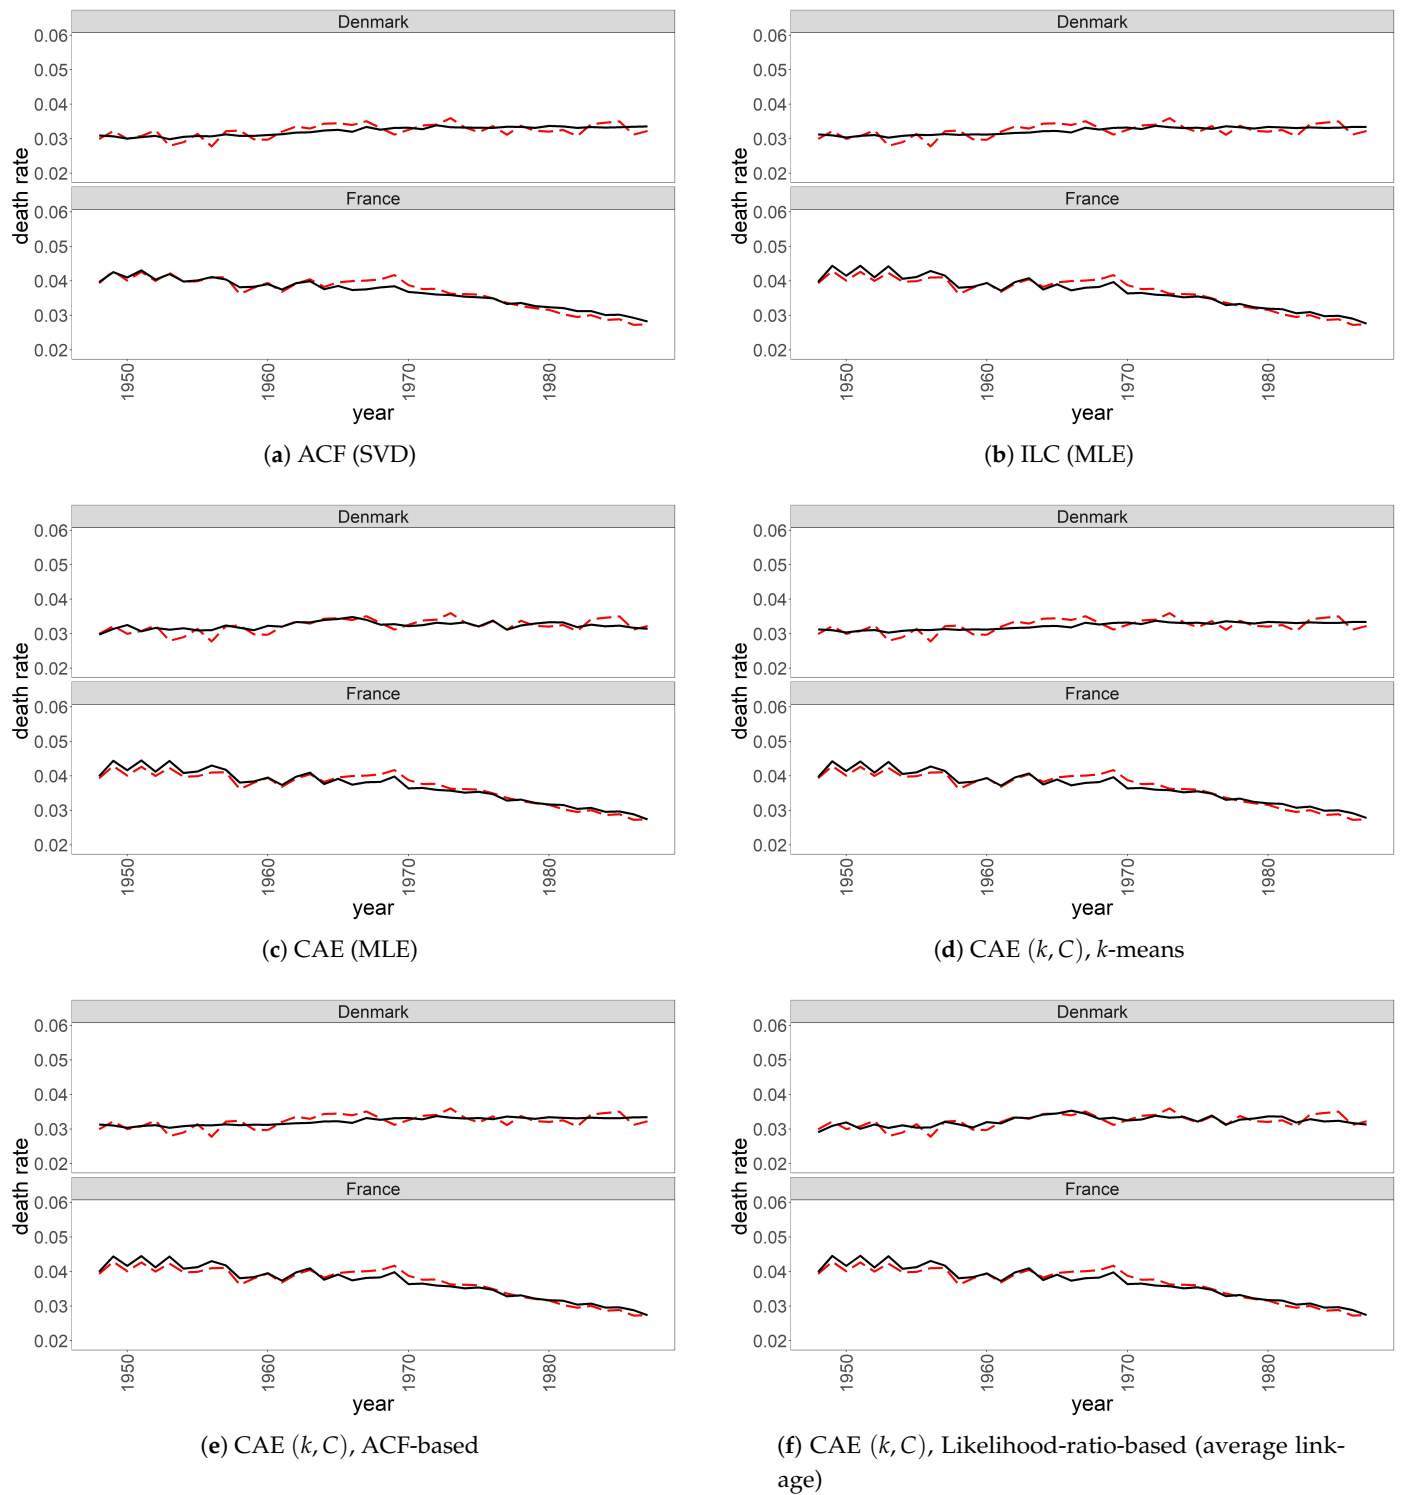 Denmark
0.06
0.05
0.04
0.03
0.02
France
0.06
0.05
0.04
0.03
0.02
death rate
1950
1960
1970
1980
year
(a) ACF (SVD)
Denmark
0.06
0.05
0.04
0.03
0.02
France
0.06
0.05
0.04
0.03
0.02
death rate
1950
1960
1970
1980
year
(b) ILC (MLE)
Denmark
0.06
0.05
0.04
0.03
0.02
France
0.06
0.05
0.04
0.03
0.02
death rate
1950
1960
1970
1980
year
(c) CAE (MLE)
Denmark
0.06
0.05
0.04
0.03
0.02
France
0.06
0.05
0.04
0.03
0.02
death rate
1950
1960
1970
1980
year
(d) CAE (k, C), k-means
Denmark
0.06
0.05
0.04
0.03
0.02
France
0.06
0.05
0.04
0.03
0.02
death rate
1950
1960
1970
1980
year
(e) CAE (k, C), ACF-based
Denmark
0.06
0.05
0.04
0.03
0.02
France
0.06
0.05
0.04
0.03
0.02
death rate
1950
1960
1970
1980
year
(f) CAE (k, C), Likelihood-ratio-based (average link-
age)